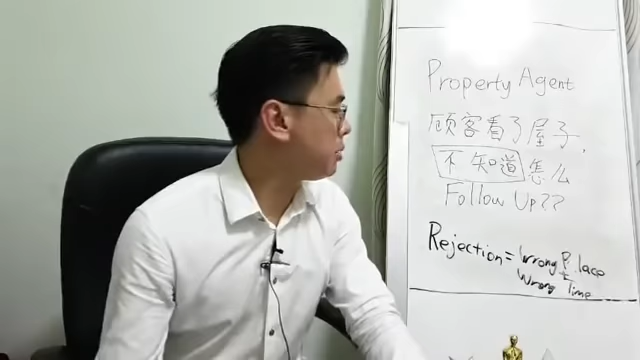 Property Agent
顾客看了屋子,
不知道 怎么
Follow Up??
Rejection = Wrong Place
Wrong Time